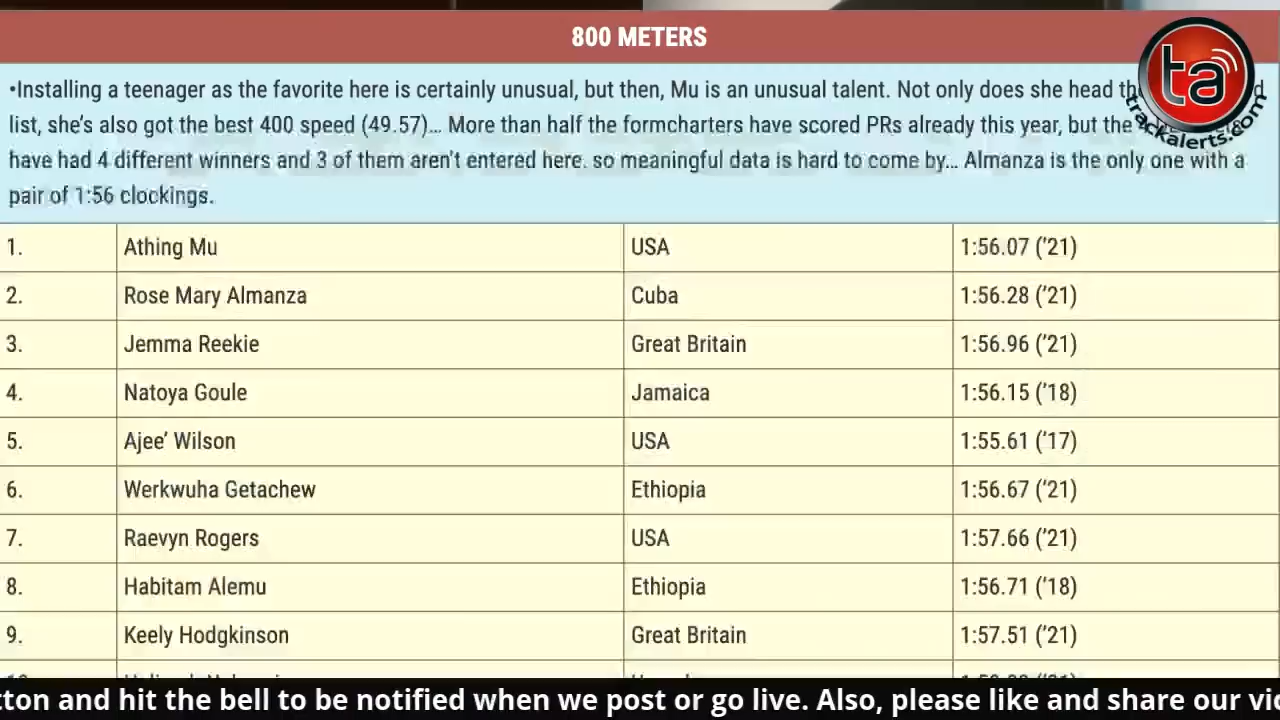 800 METERS
•Installing a teenager as the favorite here is certainly unusual, but then, Mu is an unusual talent. Not only does she head
list, she's also got the best 400 speed (49.57)... More than half the formcharters have scored PRs already this year, but the
have had 4 different winners and 3 of them aren't entered here. so meaningful data is hard to come by... Almanza is the only one with a
pair of 1:56 clockings.
ta
trackalerts.com
1. Athing Mu USA 1:56.07 ('21)
2. Rose Mary Almanza Cuba 1:56.28 ('21)
3. Jemma Reekie Great Britain 1:56.96 ('21)
4. Natoya Goule Jamaica 1:56.15 ('18)
5. Ajee' Wilson USA 1:55.61 ('17)
6. Werkwuha Getachew Ethiopia 1:56.67 ('21)
7. Raevyn Rogers USA 1:57.66 ('21)
8. Habitam Alemu Ethiopia 1:56.71 ('18)
9. Keely Hodgkinson Great Britain 1:57.51 ('21)
and hit the bell to be notified when we post or go live. Also, please like and share our